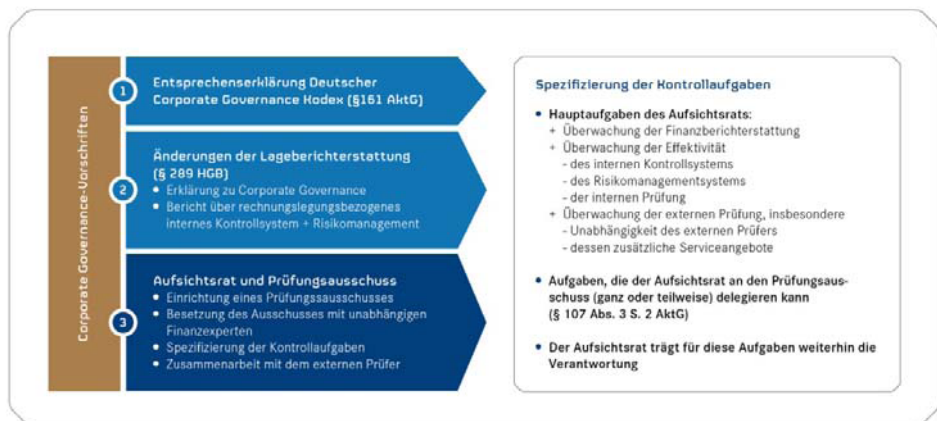 Corporate Governance-Vorschriften
1
Entsprechenserklärung Deutscher
Corporate Governance Kodex (§161 AktG)
2
Änderungen der Lageberichterstattung
(§ 289 HGB)
• Erklärung zu Corporate Governance
• Bericht über rechnungslegungsbezogenes
internes Kontrollsystem + Risikomanagement
3
Aufsichtsrat und Prüfungsausschuss
• Einrichtung eines Prüfungssauschusses
• Besetzung des Ausschusses mit unabhängigen
Finanzexperten
• Spezifizierung der Kontrollaufgaben
• Zusammenarbeit mit dem externen Prüfer
Spezifizierung der Kontrollaufgaben
• Hauptaufgaben des Aufsichtsrats:
+ Überwachung der Finanzberichterstattung
+ Überwachung der Effektivität
- des internen Kontrollsystems
- des Risikomanagementsystems
- der internen Prüfung
+ Überwachung der externen Prüfung, insbesondere
- Unabhängigkeit des externen Prüfers
- dessen zusätzliche Serviceangebote
• Aufgaben, die der Aufsichtsrat an den Prüfungsaus-
schuss (ganz oder teilweise) delegieren kann
(§ 107 Abs. 3 S. 2 AktG)
• Der Aufsichtsrat trägt für diese Aufgaben weiterhin die
Verantwortung